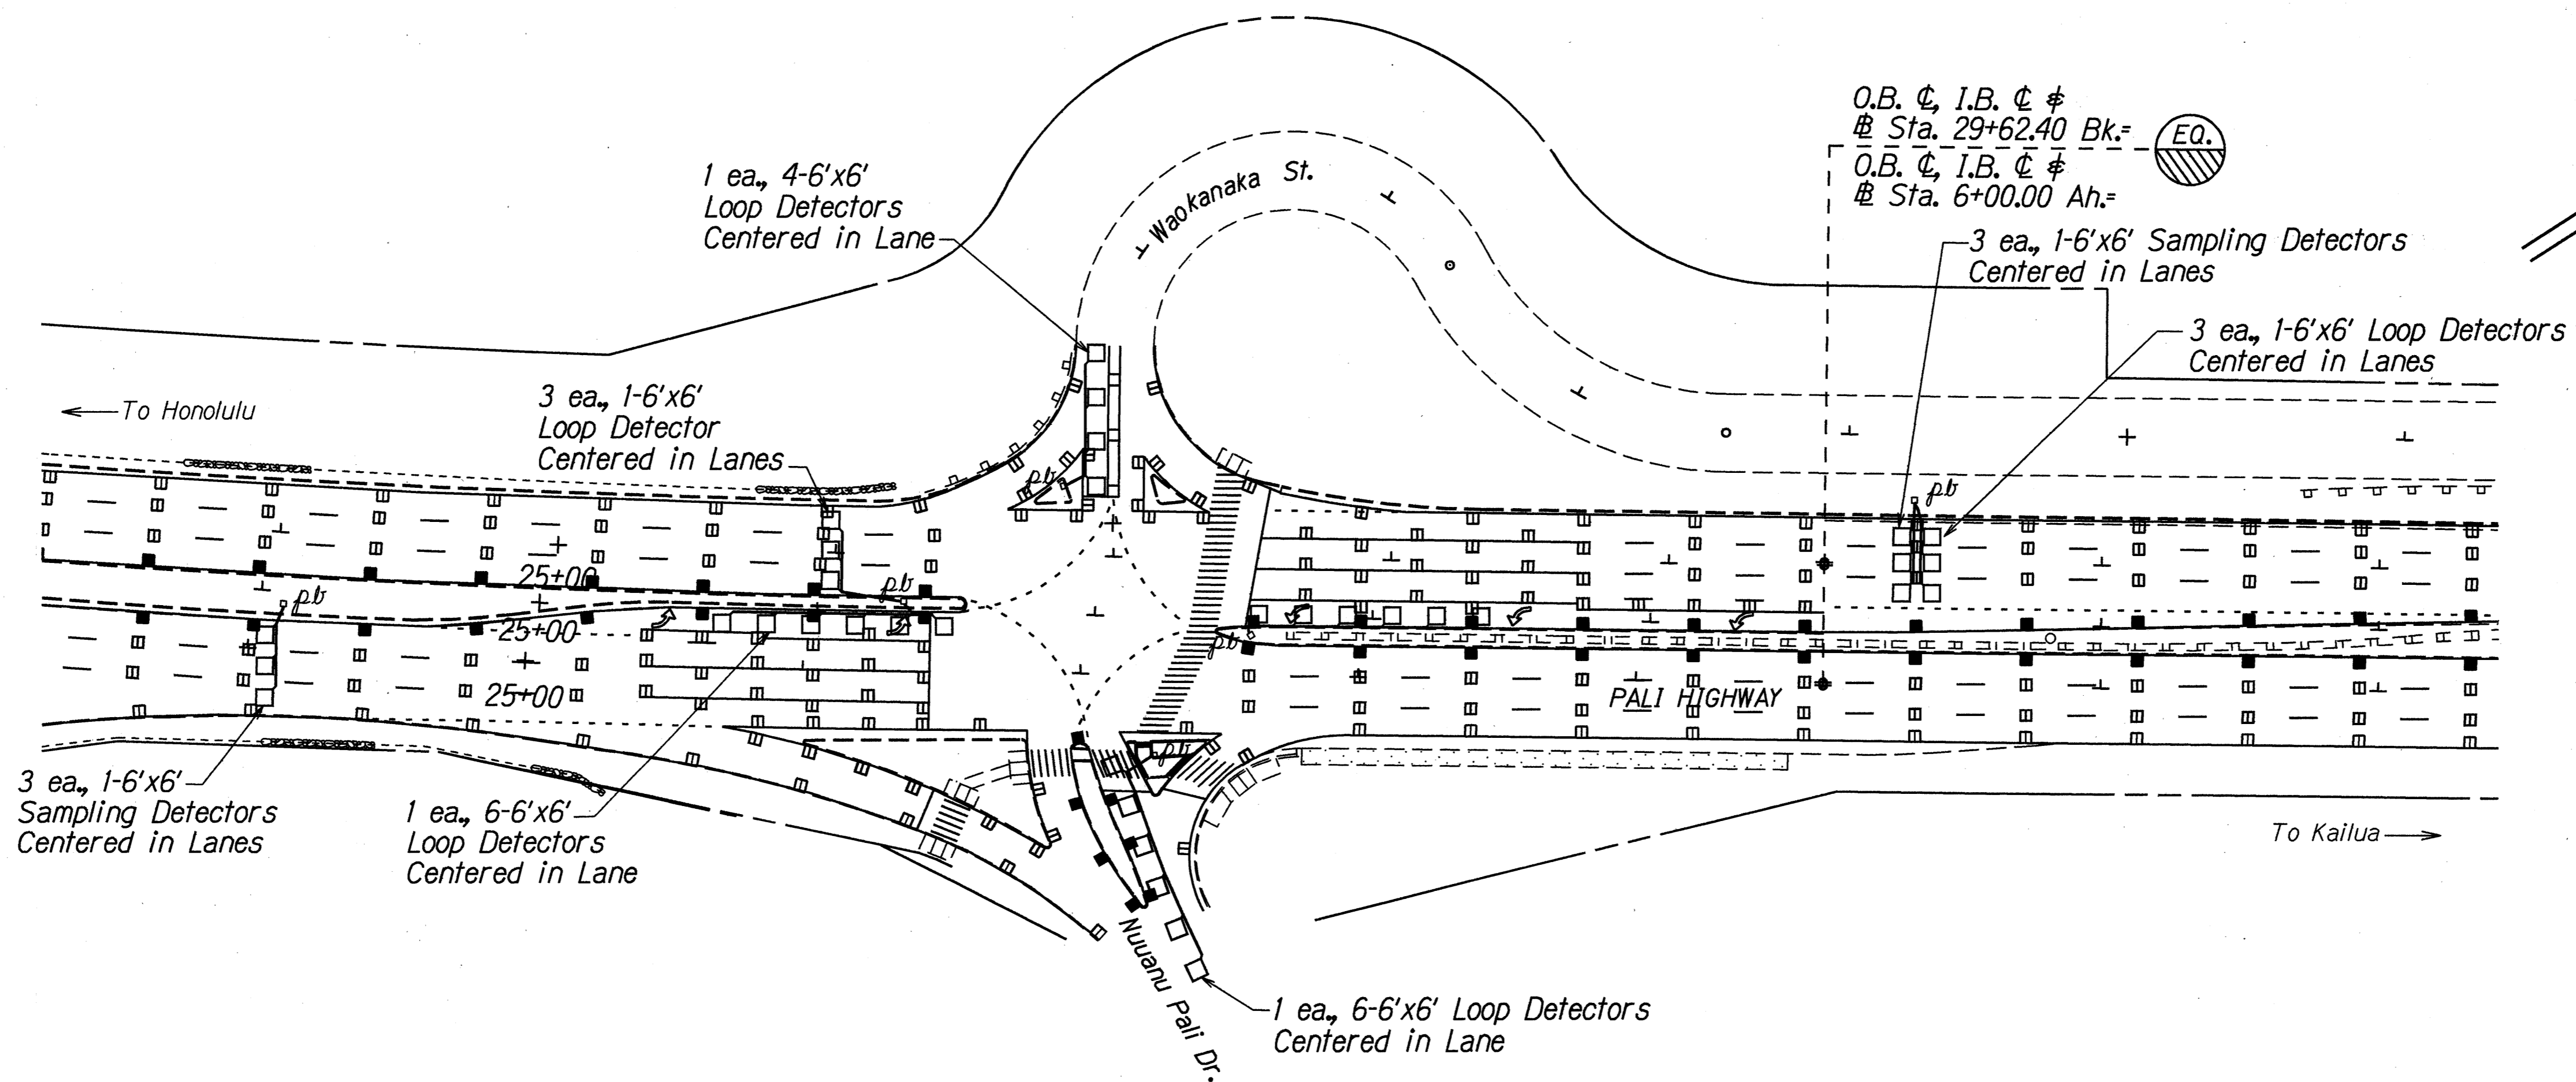 O.B. ℄, I.B. ℄ &
BL Sta. 29+62.40 Bk.=
O.B. ℄, I.B. ℄ &
BL Sta. 6+00.00 Ah.=
EQ.
1 ea., 4-6'x6'
Loop Detectors
Centered in Lane
Waokanaka St.
3 ea., 1-6'x6' Sampling Detectors
Centered in Lanes
3 ea., 1-6'x6' Loop Detectors
Centered in Lanes
To Honolulu
3 ea., 1-6'x6'
Loop Detector
Centered in Lanes
pb
pb
25+00
pb
pb
25+00
pb
25+00
PALI HIGHWAY
pb
3 ea., 1-6'x6'
Sampling Detectors
Centered in Lanes
1 ea., 6-6'x6'
Loop Detectors
Centered in Lane
To Kailua
Nuuanu Pali Dr.
1 ea., 6-6'x6' Loop Detectors
Centered in Lane